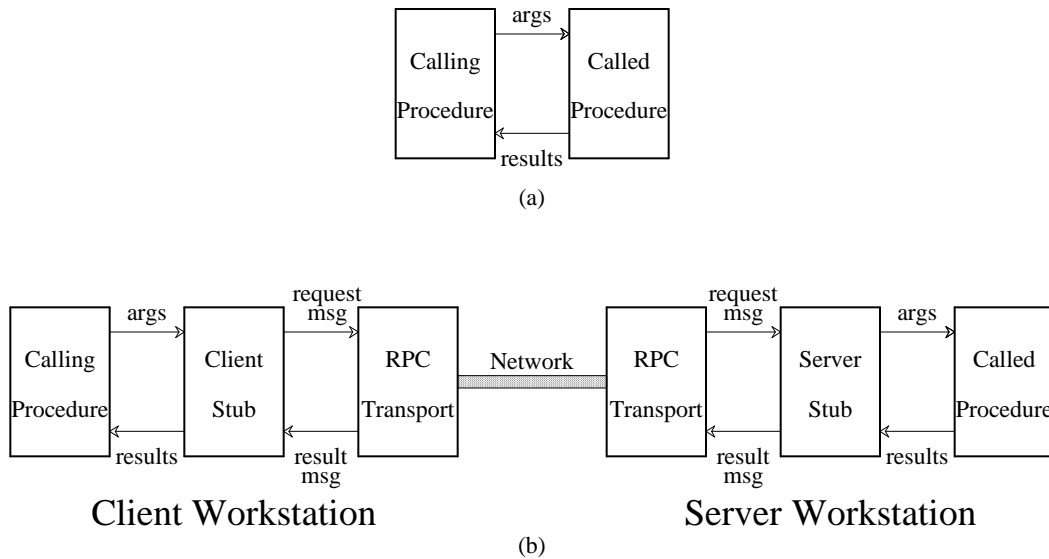 args
Calling
Procedure
Called
Procedure
results
(a)
request
msg
request
msg
args
args
Calling
Procedure
Client
Stub
RPC
Transport
Network
RPC
Transport
Server
Stub
Called
Procedure
results
result
msg
result
msg
results
Client Workstation
Server Workstation
(b)